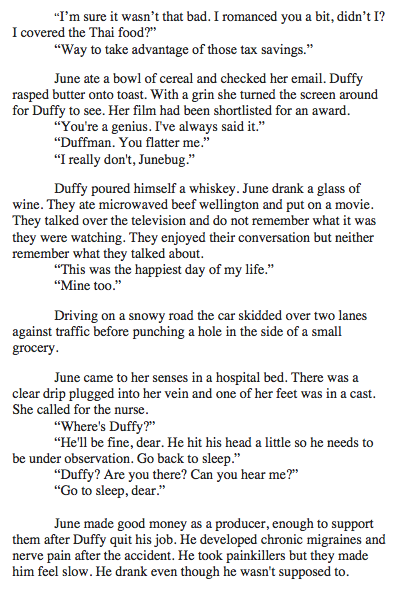 “I’m sure it wasn’t that bad. I romanced you a bit, didn’t I?
I covered the Thai food?”
“Way to take advantage of those tax savings.”
June ate a bowl of cereal and checked her email. Duffy
rasped butter onto toast. With a grin she turned the screen around
for Duffy to see. Her film had been shortlisted for an award.
“You're a genius. I've always said it.”
“Duffman. You flatter me.”
“I really don't, Junebug.”
Duffy poured himself a whiskey. June drank a glass of
wine. They ate microwaved beef wellington and put on a movie.
They talked over the television and do not remember what it was
they were watching. They enjoyed their conversation but neither
remember what they talked about.
“This was the happiest day of my life.”
“Mine too.”
Driving on a snowy road the car skidded over two lanes
against traffic before punching a hole in the side of a small
grocery.
June came to her senses in a hospital bed. There was a
clear drip plugged into her vein and one of her feet was in a cast.
She called for the nurse.
“Where's Duffy?”
“He'll be fine, dear. He hit his head a little so he needs to
be under observation. Go back to sleep.”
“Duffy? Are you there? Can you hear me?”
“Go to sleep, dear.”
June made good money as a producer, enough to support
them after Duffy quit his job. He developed chronic migraines and
nerve pain after the accident. He took painkillers but they made
him feel slow. He drank even though he wasn't supposed to.